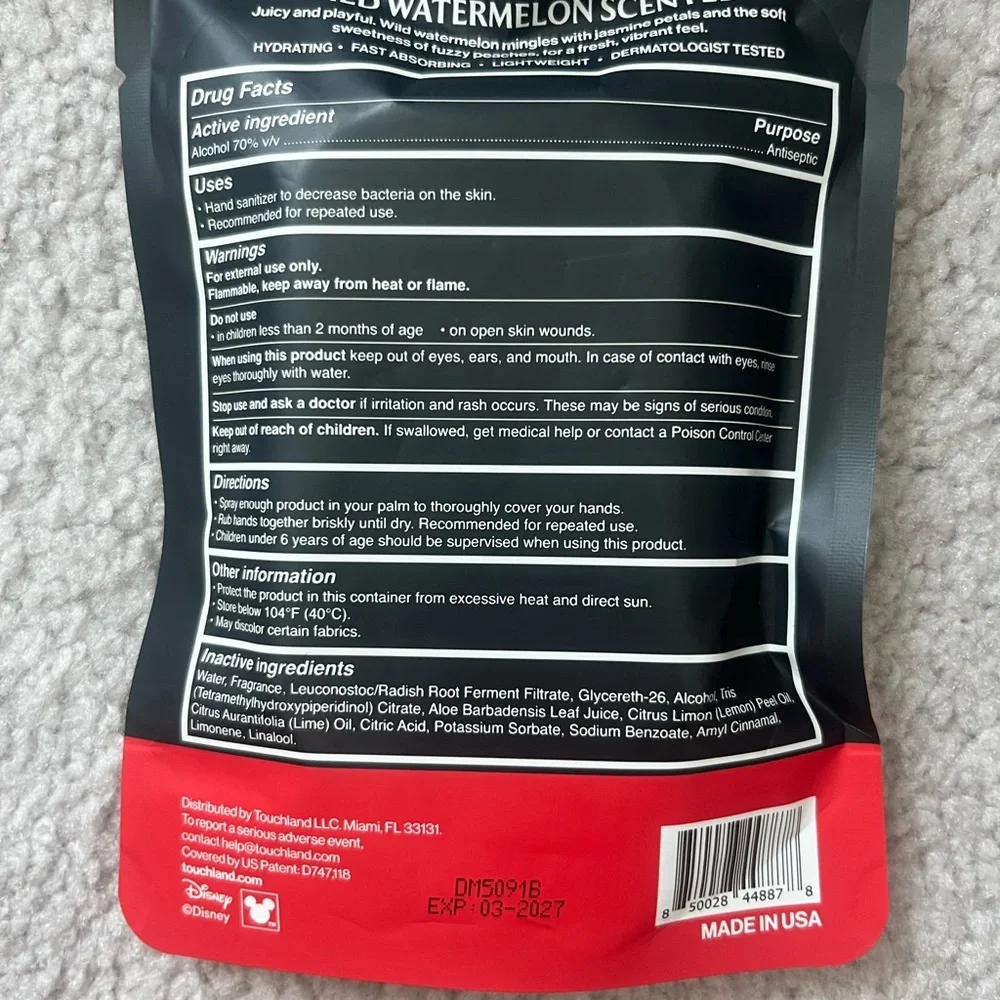 WATERMELON
Juicy and playful. Wild watermelon mingles with jasmine petals and the soft
sweetness of fuzzy peaches, for a fresh, vibrant feel.
HYDRATING • FAST ABSORBING • LIGHTWEIGHT • DERMATOLOGIST TESTED
Drug Facts
Active ingredient Purpose
Alcohol 70% v/v ........ Antiseptic
Uses
• Hand sanitizer to decrease bacteria on the skin.
• Recommended for repeated use.
Warnings
For external use only.
Flammable, keep away from heat or flame.
Do not use
• in children less than 2 months of age • on open skin wounds.
When using this product keep out of eyes, ears, and mouth. In case of contact with eyes, rinse
eyes thoroughly with water.
Stop use and ask a doctor if irritation and rash occurs. These may be signs of serious condition.
Keep out of reach of children. If swallowed, get medical help or contact a Poison Control Center
right away.
Directions
• Spray enough product in your palm to thoroughly cover your hands.
• Rub hands together briskly until dry. Recommended for repeated use.
• Children under 6 years of age should be supervised when using this product.
Other information
• Protect the product in this container from excessive heat and direct sun.
• Store below 104°F (40°C).
• May discolor certain fabrics.
Inactive ingredients
Water, Fragrance, Leuconostoc/Radish Root Ferment Filtrate, Glycereth-26, Alcohol, Tris
(Tetramethylhydroxypiperidinol) Citrate, Aloe Barbadensis Leaf Juice, Citrus Limon (Lemon) Peel Oil,
Citrus Aurantifolia (Lime) Oil, Citric Acid, Potassium Sorbate, Sodium Benzoate, Amyl Cinnamal,
Limonene, Linalool.
Distributed by Touchland LLC. Miami, FL 33131.
To report a serious adverse event,
contact help@touchland.com
Covered by US Patent: D747,118
touchland.com
Disney
©Disney
DM5091B
EXP: 03-2027
8 50028 44887 8
MADE IN USA